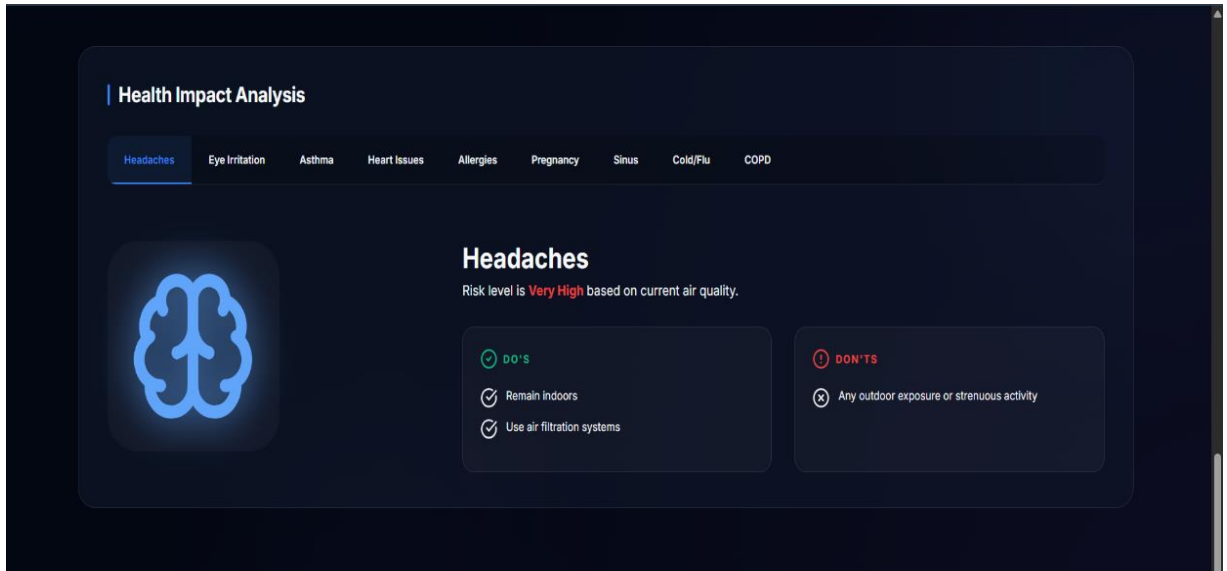 Health Impact Analysis
Headaches Eye Irritation Asthma Heart Issues Allergies Pregnancy Sinus Cold/Flu COPD
Headaches
Risk level is Very High based on current air quality.
DO'S
Remain indoors
Use air filtration systems
DON'TS
Any outdoor exposure or strenuous activity